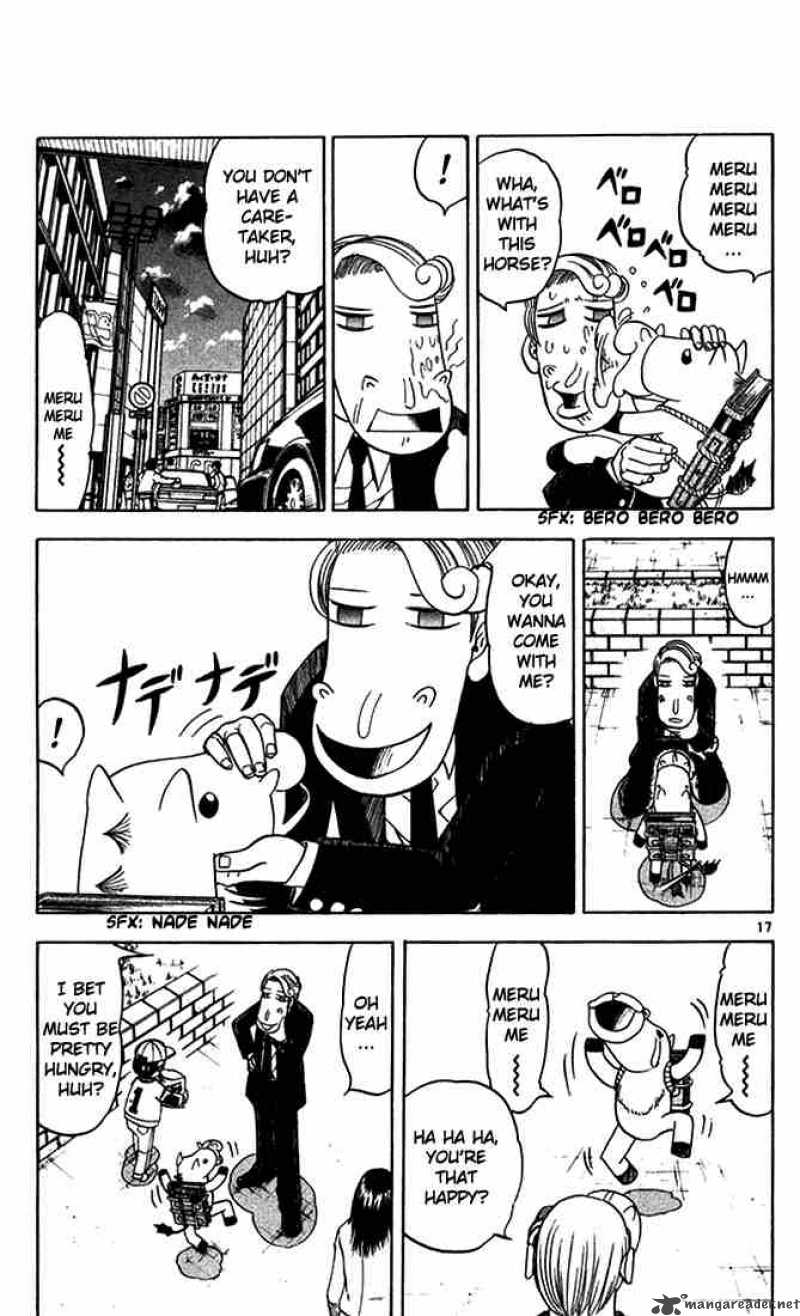 MERU
MERU
MERU
MERU
...
ベロ
ベロ
ベロ
ベロ
WHA,
WHAT'S
WITH
THIS
HORSE?
SFX: BERO BERO BERO
!
YOU DON'T
HAVE A
CARE-
TAKER,
HUH?
MERU
MERU
ME
~
HMMM
...
OKAY,
YOU
WANNA
COME
WITH
ME?
ナデ
ナデ
!
SFX: NADE NADE
17
MERU
MERU
ME
~
MERU
MERU
ME
~
HA HA HA,
YOU'RE
THAT
HAPPY?
OH
YEAH
...
I BET
YOU
MUST BE
PRETTY
HUNGRY,
HUH?
1
mangareader.net